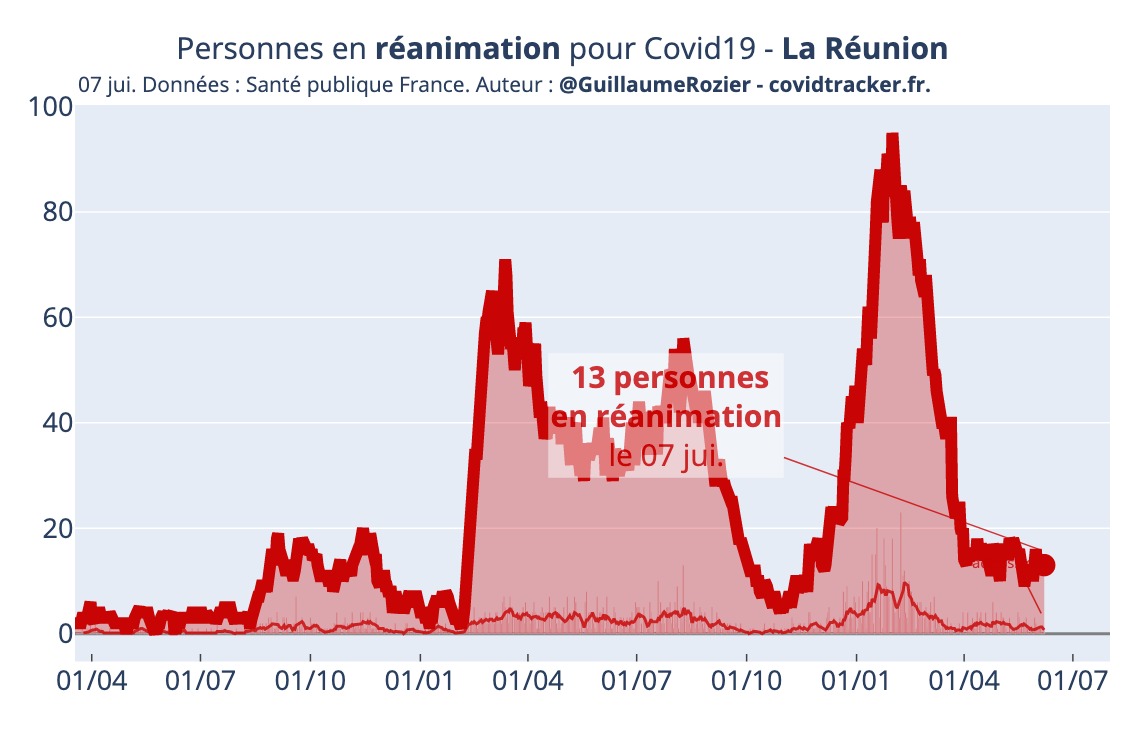 Personnes en réanimation pour Covid19 - La Réunion
07 jui. Données : Santé publique France. Auteur : @GuillaumeRozier - covidtracker.fr.
100
80
60
40
20
0
13 personnes
en réanimation
le 07 jui.
01/04 01/07 01/10 01/01 01/04 01/07 01/10 01/01 01/04 01/07